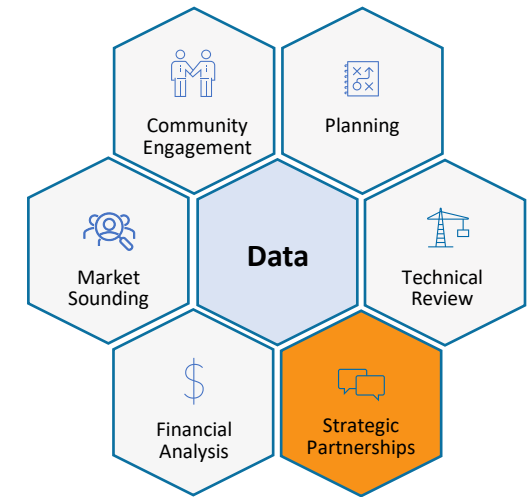 Community
Engagement
Planning
Market
Sounding
Data
Technical
Review
Financial
Analysis
Strategic
Partnerships